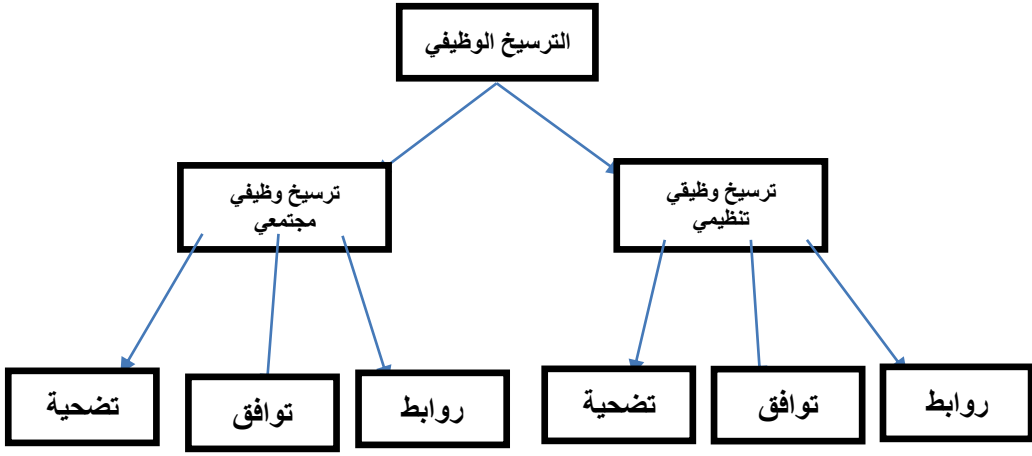 الترسيخ الوظيفي
ترسيخ وظيقي
تنظيمي
ترسيخ وظيفي
مجتمعي
روابط
توافق
تضحية
روابط
توافق
تضحية